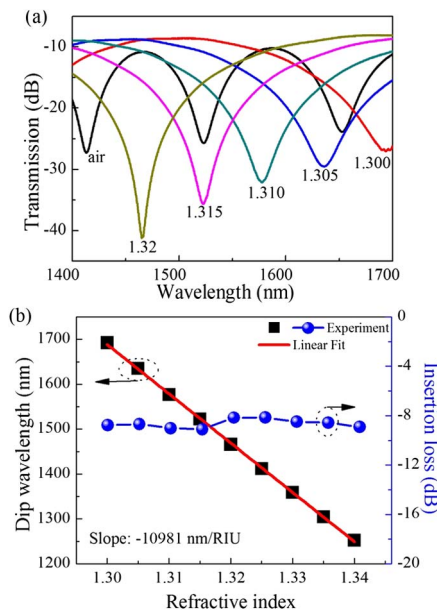 (a)
-10
-20
-30
-40
Transmission (dB)
air
1.32
1.315
1.310
1.305
1.300
1400 1500 1600 1700
Wavelength (nm)
(b)
1700
1600
1500
1400
1300
1200
Dip wavelength (nm)
Experiment
Linear Fit
0
-4
-8
-12
-16
-20
Insertion loss (dB)
Slope: -10981 nm/RIU
1.30 1.31 1.32 1.33 1.34
Refractive index